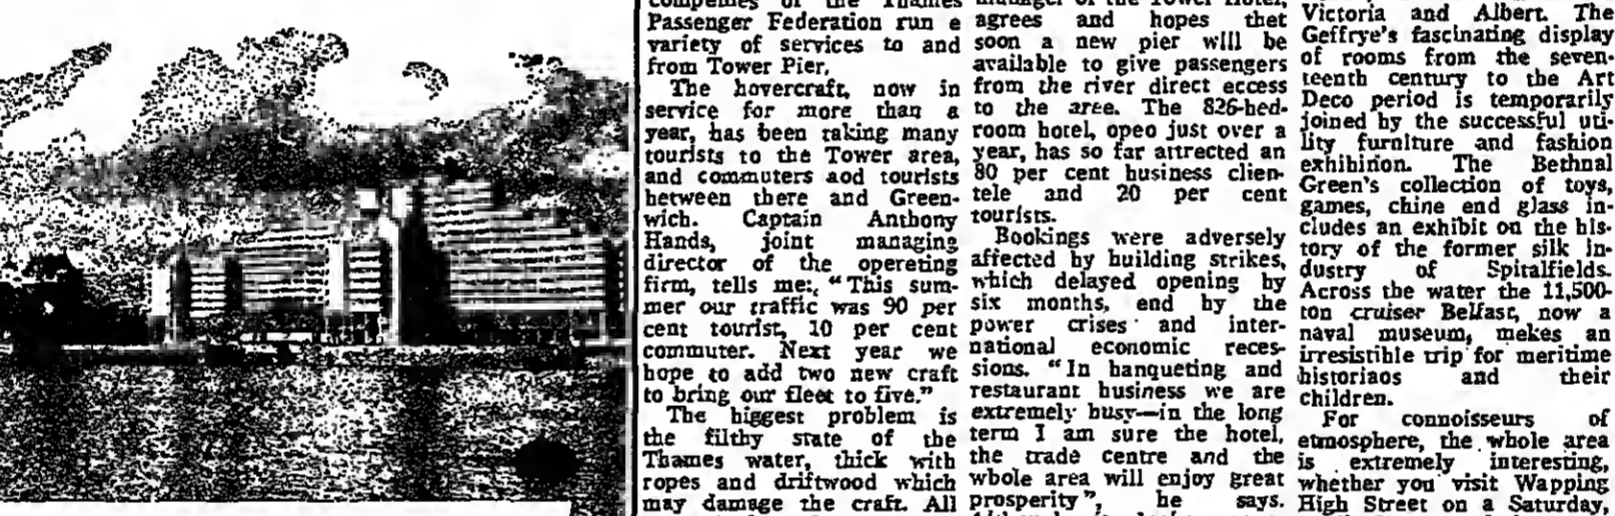 companies of the Thames
Passenger Federation run e
variety of services to and
from Tower Pier.
The hovercraft, now in
service for more than a
year, has been taking many
tourists to the Tower area,
and commuters aod tourists
hetween there and Green-
wich. Captain Anthony
Hands, joint managing
director of the opereting
firm, tells me:, "This sum-
mer our traffic was 90 per
cent tourist, 10 per cent
commuter. Next year we
hope to add two new craft
to bring our fleet to five."
The biggest problem is
the filthy state of the
Thames water, thick with
ropes and driftwood which
may damage the craft. All
manager of the Tower Hotel,
agrees and hopes thet
soon a new pier will be
available to give passengers
from the river direct eccess
to the aree. The 826-bed-
room hotel, opeo just over a
year, has so far attrected an
80 per cent business clien-
tele and 20 per cent
tourists.
Bookings were adversely
affected by building strikes,
which delayed opening by
six months, end by the
power crises and inter-
national economic reces-
sions. "In hanqueting and
restaurant business we are
extremely busy—in the long
term I am sure the hotel,
the trade centre and the
whole area will enjoy great
prosperity", he says.
Victoria and Albert. The
Geffrye's fascinating display
of rooms from the seven-
teenth century to the Art
Deco period is temporarily
joined by the successful uti-
lity furniture and fashion
exhibition. The Bethnal
Green's collection of toys,
games, chine end glass in-
cludes an exhibit on the his-
tory of the former silk in-
dustry of Spitalfields.
Across the water the 11,500-
ton cruiser Belfast, now a
naval museum, mekes an
irresistible trip for meritime
historiaos and their
children.
For connoisseurs of
etmosphere, the whole area
is extremely interesting,
whether you visit Wapping
High Street on a Saturday,